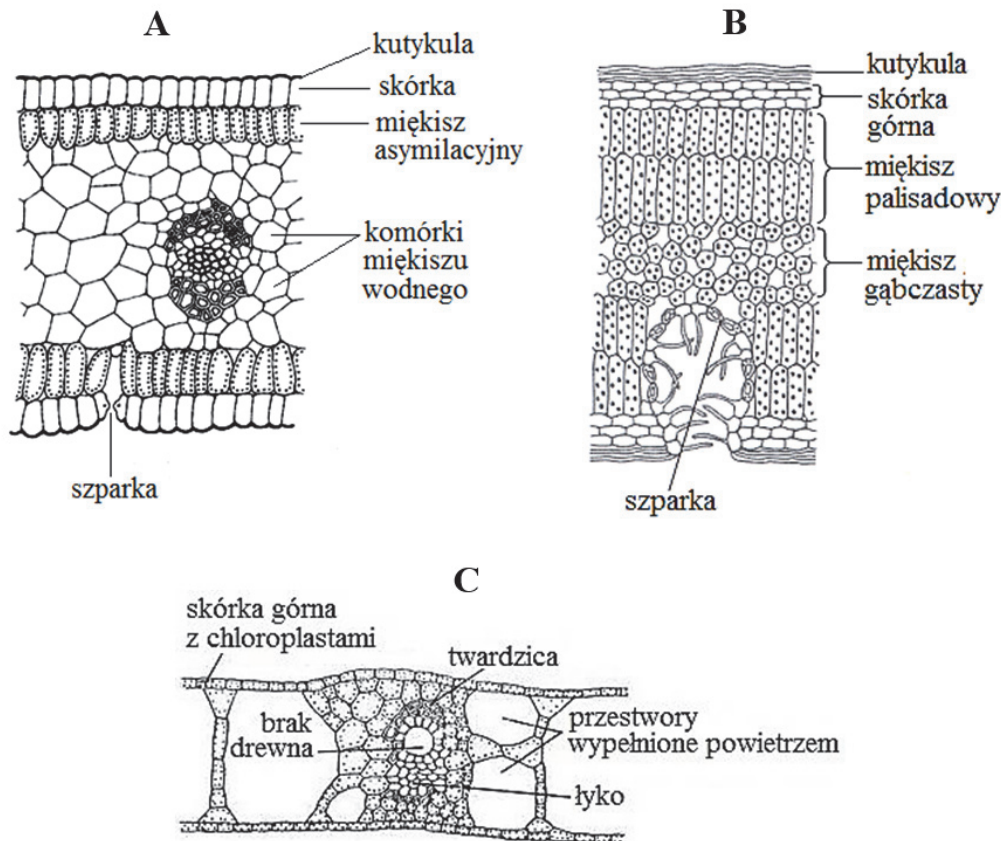 A
kutykula
skórka
miękisz
asymilacyjny
komórki
miękiszu
wodnego
szparka
B
kutykula
skórka
górna
miękisz
palisadowy
miękisz
gąbczasty
szparka
C
skórka górna
z chloroplastami
twardzica
brak
drewna
przestwory
wypełnione powietrzem
łyko